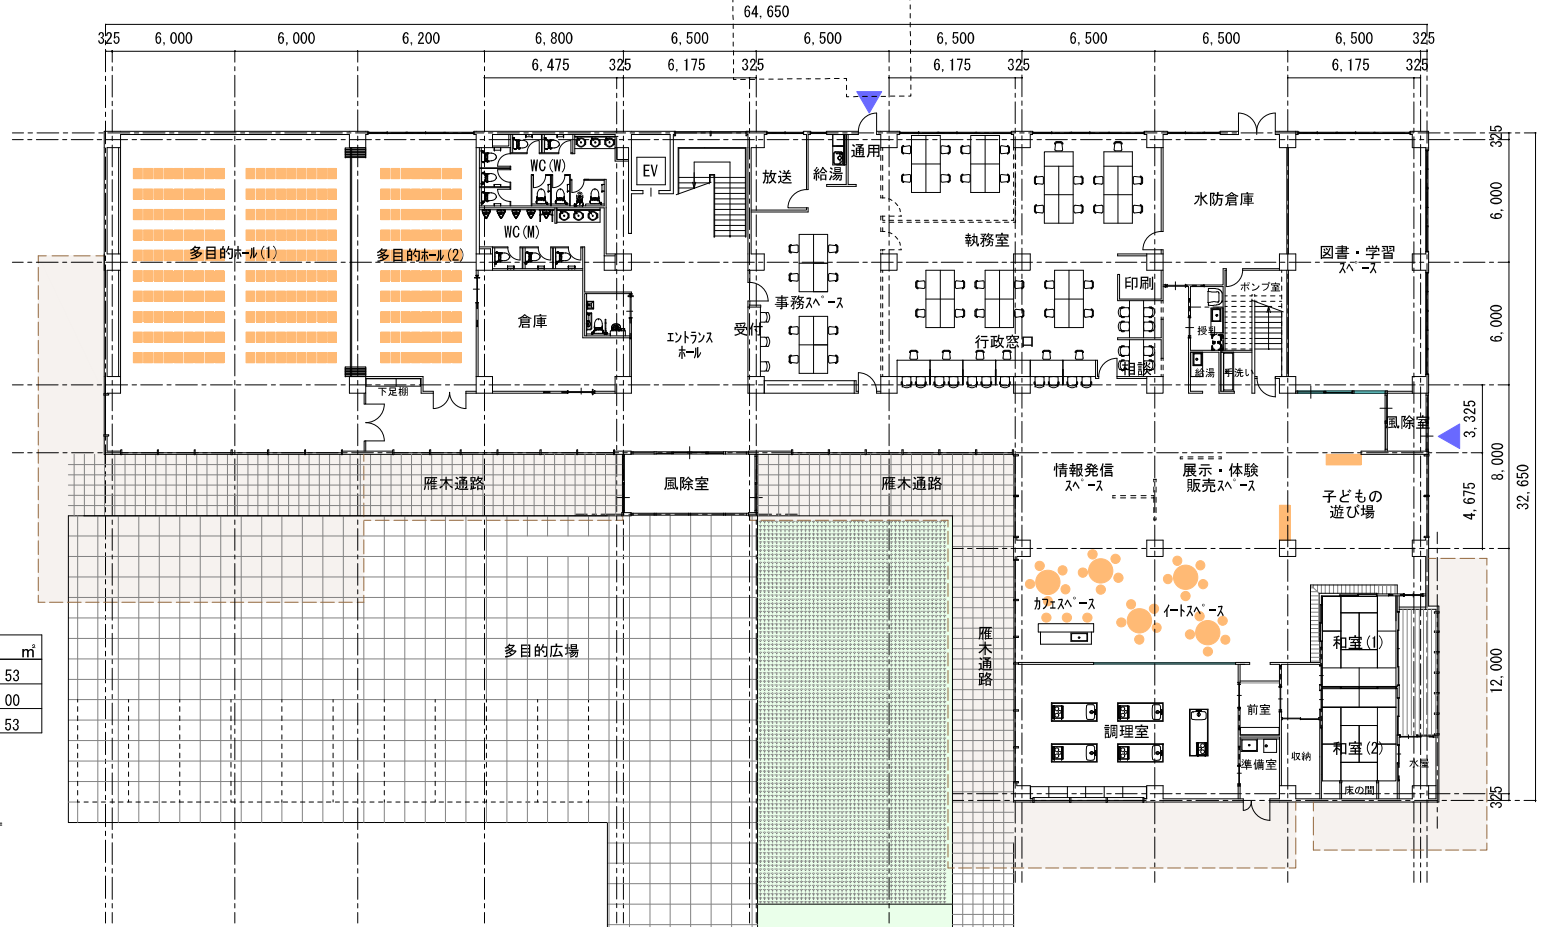 64,650
325 6,000 6,000 6,200 6,800 6,500 6,500 6,500 6,500 6,500 6,500 325
6,475 325 6,175 325 6,175 325 6,175 325
325
6,000
6,000
3,325
8,000
4,675
32,650
12,000
325
多目的ホール(1)
多目的ホール(2)
下足棚
WC(W)
WC(M)
倉庫
EV
エントランス
ホール
受付
放送
給湯
通用
事務スペース
執務室
行政窓口
印刷
相談
水防倉庫
ポンプ室
授乳
給湯
手洗い
図書・学習
スペース
風除室
雁木通路
風除室
雁木通路
情報発信
スペース
展示・体験
販売スペース
子どもの
遊び場
カフェスペース
イートスペース
雁木通路
多目的広場
調理室
前室
準備室
収納
和室(1)
和室(2)
床の間
水屋
㎡
53
00
53